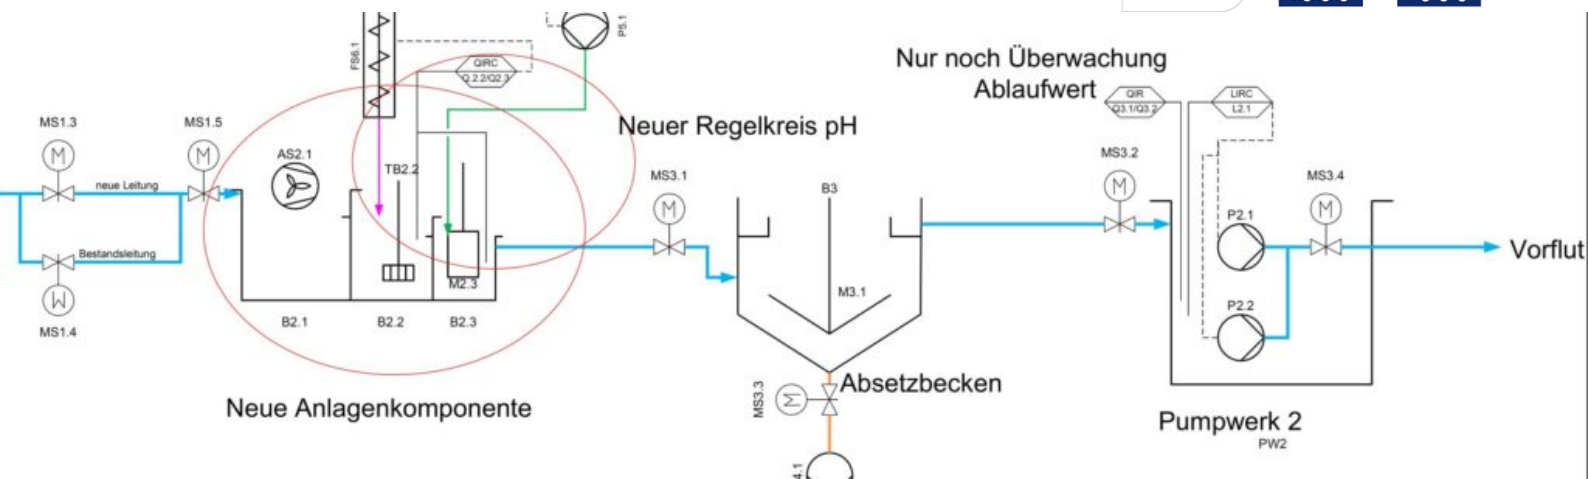 P5.1
FS6.1
QIRC
Q.2.2/Q2.3
Nur noch Überwachung
Ablaufwert
QIR
Q3.1/Q3.2
LIRC
L2.1
Neuer Regelkreis pH
MS1.3
M
MS1.5
M
AS2.1
TB2.2
neue Leitung
Bestandsleitung
MS1.4
M2.3
B2.1
B2.2
B2.3
Neue Anlagenkomponente
MS3.1
M
B3
M3.1
MS3.3
M
Absetzbecken
4.1
MS3.2
M
P2.1
P2.2
MS3.4
M
Vorflut
Pumpwerk 2
PW2